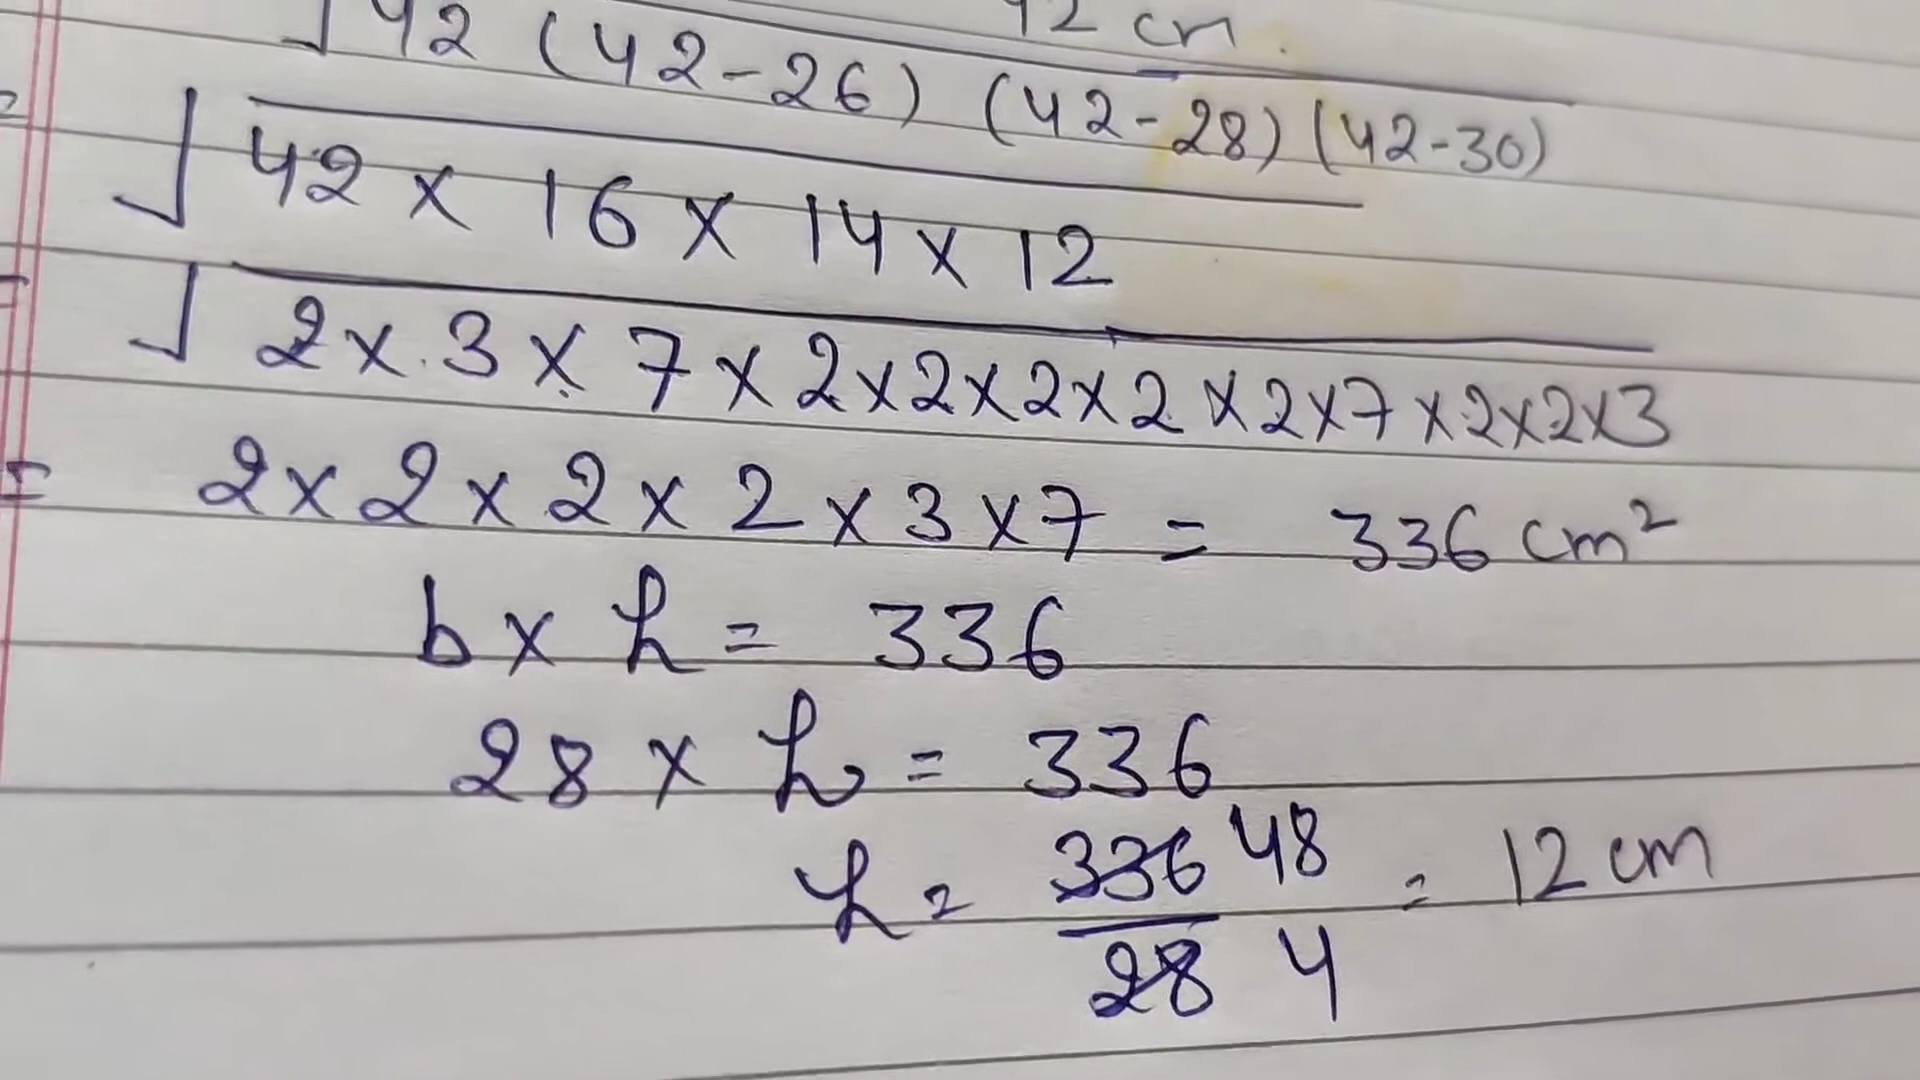 42 cm
√42 (42-26) (42-28) (42-30)
= √42 × 16 × 14 × 12
= √2 × 3 × 7 × 2×2×2×2 ×2×7 ×2×2×3
= 2 × 2 × 2 × 2 × 3 × 7 = 336 cm²
b × h = 336
28 × h = 336
h = 336/28 48/4 = 12 cm